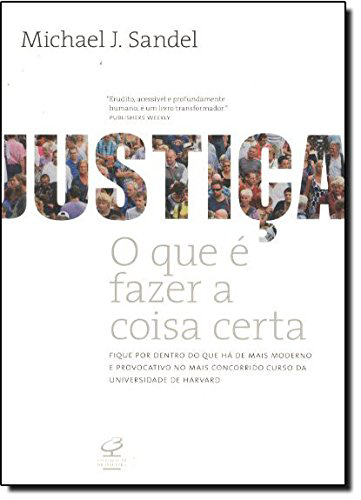 Michael J. Sandel
"Erudito, acessível e profundamente
humano, é um livro transformador."
PUBLISHERS WEEKLY
JUSTIÇA
O que é
fazer a
coisa certa
FIQUE POR DENTRO DO QUE HÁ DE MAIS MODERNO
E PROVOCATIVO NO MAIS CONCORRIDO CURSO DA
UNIVERSIDADE DE HARVARD